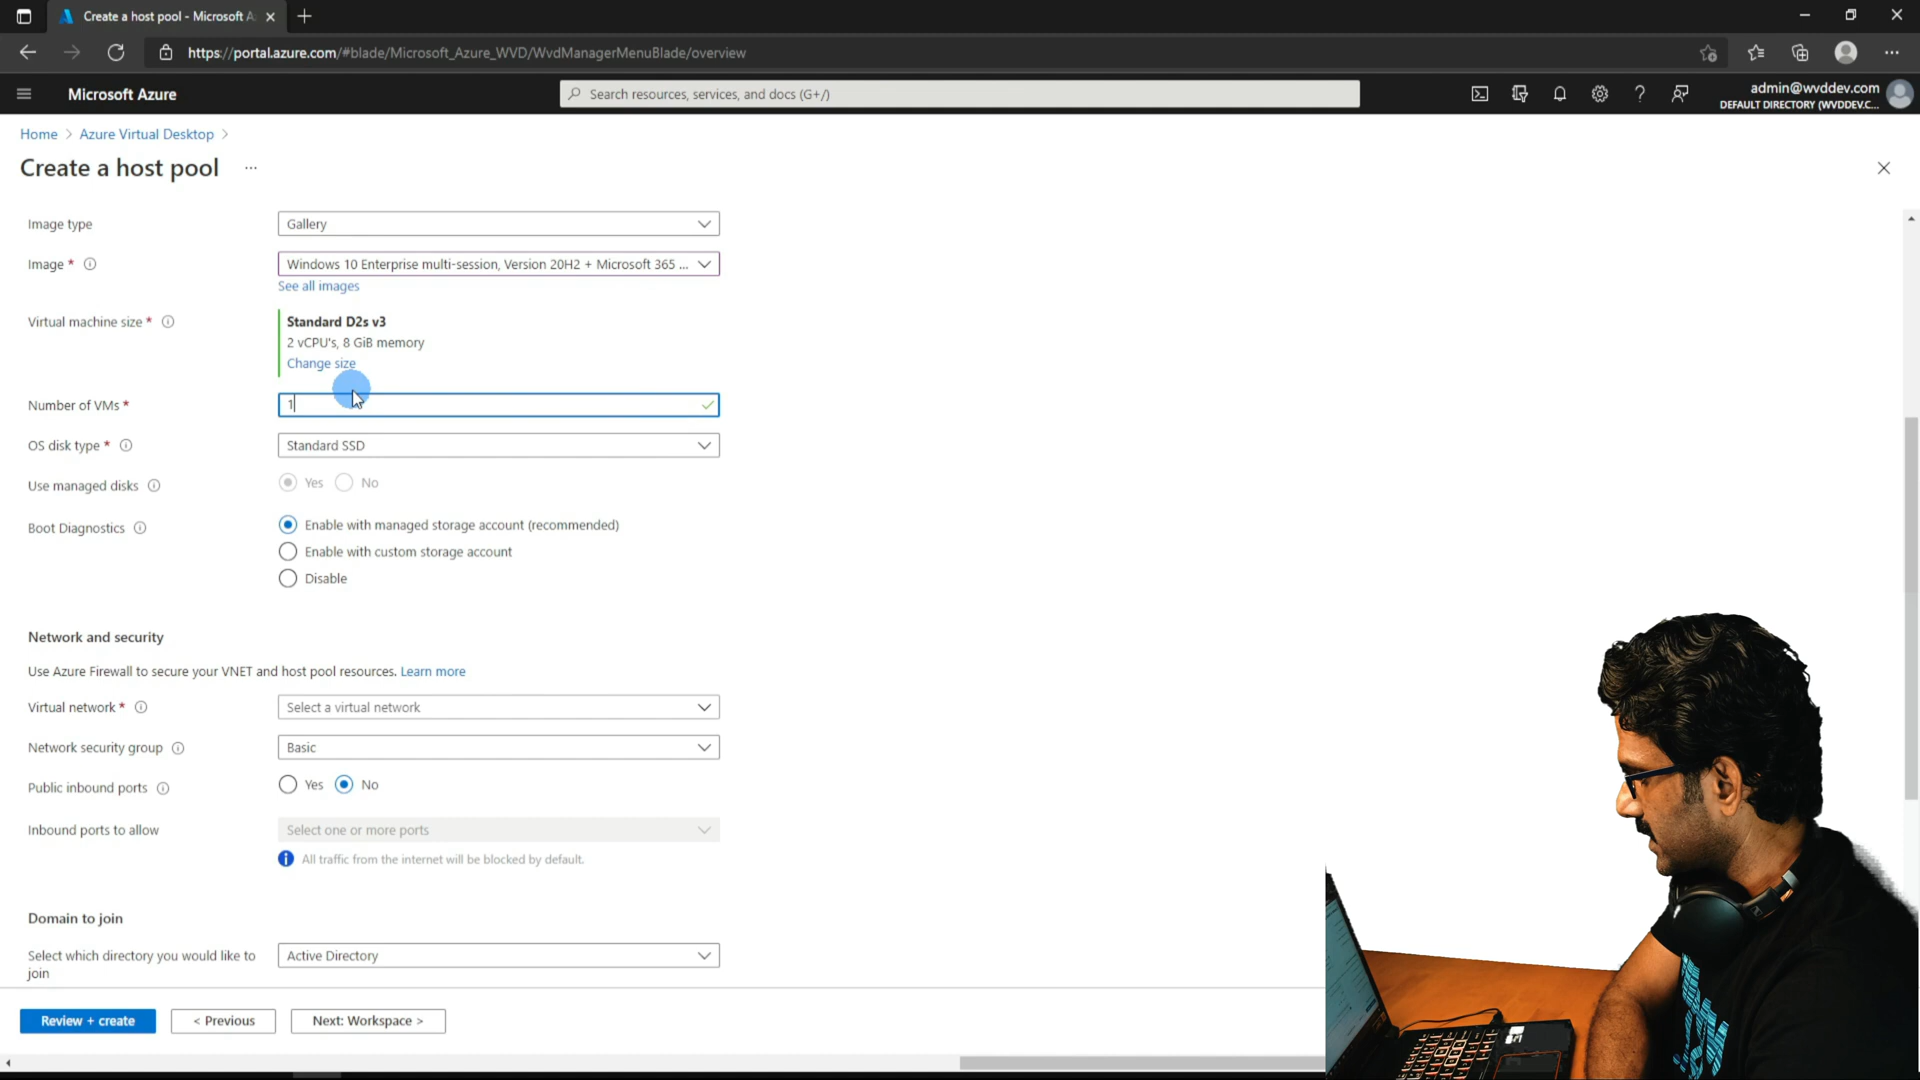 Create a host pool - Microsoft A
https://portal.azure.com/#blade/Microsoft_Azure_WVD/WvdManagerMenuBlade/overview
Microsoft Azure
Search resources, services, and docs (G+/)
admin@wvddev.com
DEFAULT DIRECTORY (WVDDEV.C...
Home > Azure Virtual Desktop >
Create a host pool ...
Image type
Gallery
Image *
Windows 10 Enterprise multi-session, Version 20H2 + Microsoft 365 ...
See all images
Virtual machine size *
Standard D2s v3
2 vCPU's, 8 GiB memory
Change size
Number of VMs *
1
OS disk type *
Standard SSD
Use managed disks
Yes No
Boot Diagnostics
Enable with managed storage account (recommended)
Enable with custom storage account
Disable
Network and security
Use Azure Firewall to secure your VNET and host pool resources. Learn more
Virtual network *
Select a virtual network
Network security group
Basic
Public inbound ports
Yes No
Inbound ports to allow
Select one or more ports
All traffic from the internet will be blocked by default.
Domain to join
Select which directory you would like to
join
Active Directory
Review + create
< Previous
Next: Workspace >